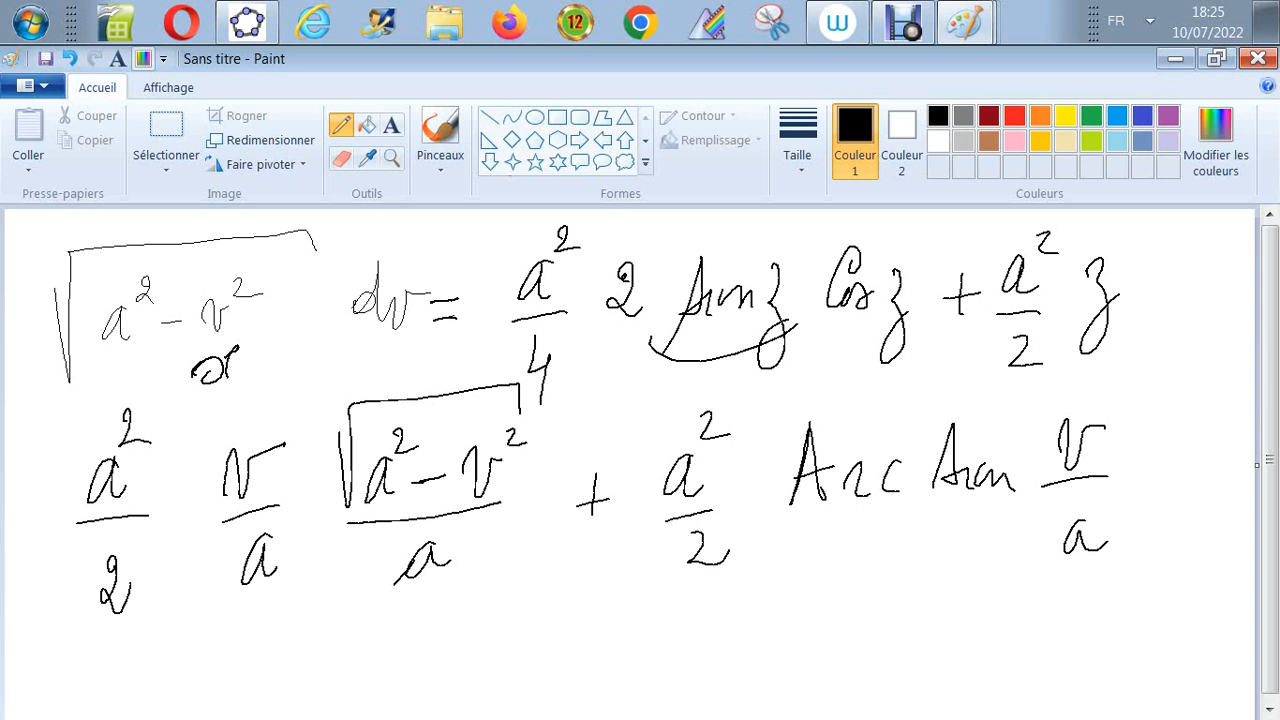 12
W
FR
18:25
10/07/2022
Sans titre - Paint
Accueil
Affichage
Coller
Couper
Copier
Presse-papiers
Sélectionner
Rogner
Redimensionner
Faire pivoter
Image
A
Outils
Pinceaux
Formes
Contour
Remplissage
Taille
Couleur 1
Couleur 2
Modifier les couleurs
Couleurs
√(a² - v²) dv = a²/4 2 sin z Cos z + a²/2 z
a²/2 v/a √(a² - v²)/a + a²/2 Arc sin v/a